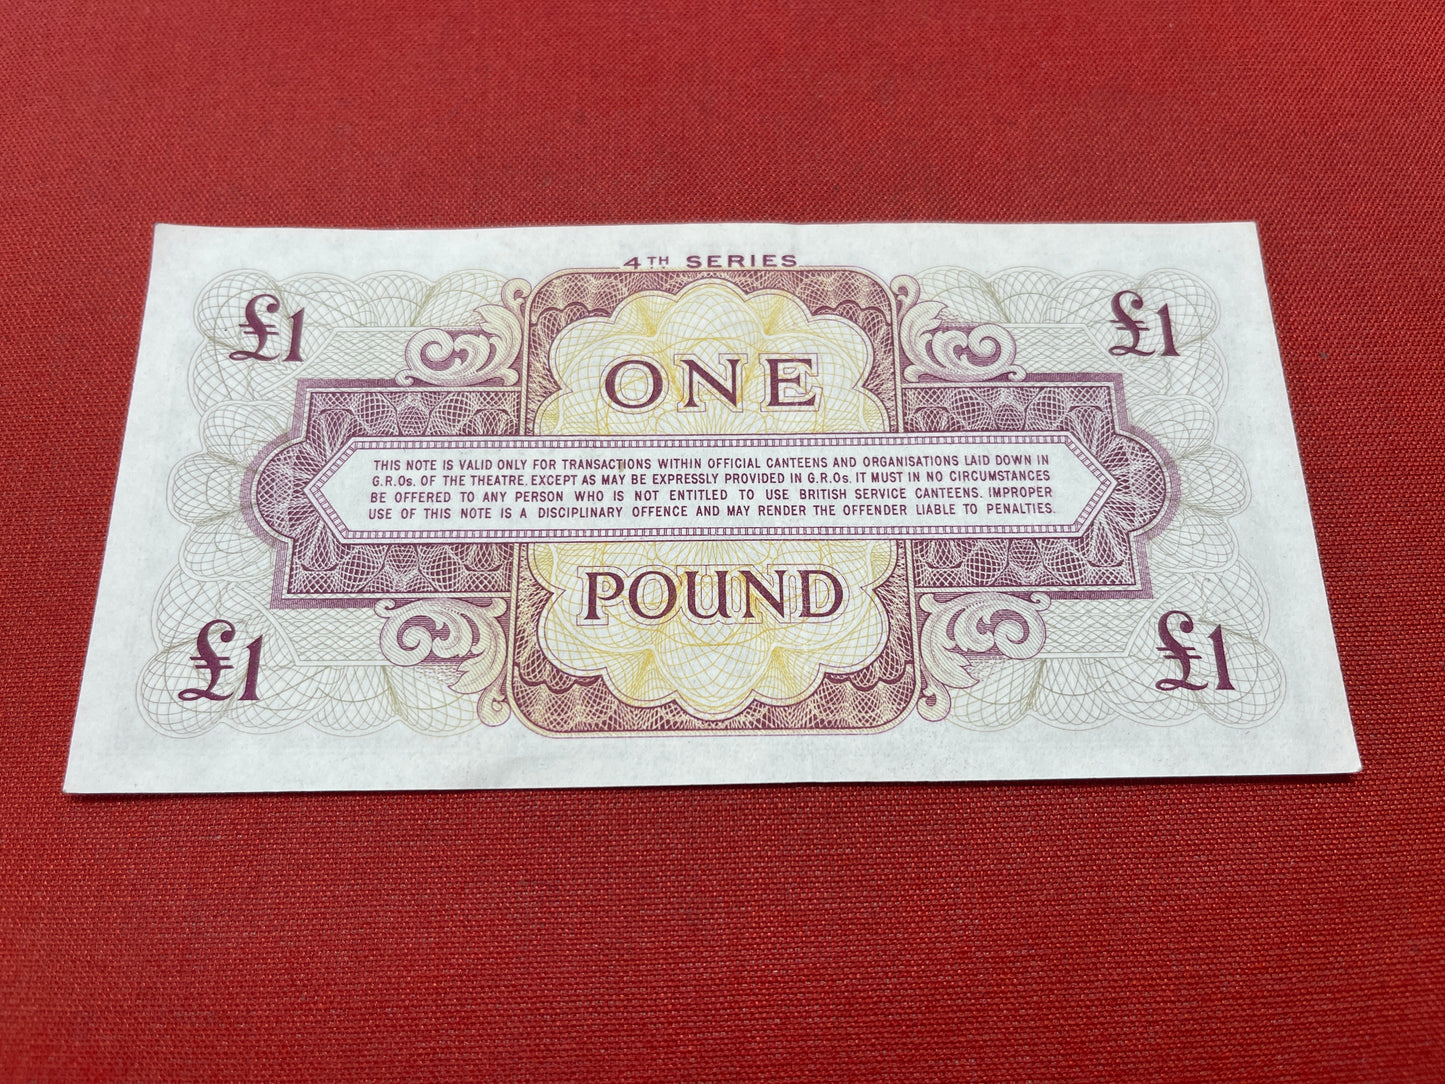 4TH SERIES
£1 £1
ONE
THIS NOTE IS VALID ONLY FOR TRANSACTIONS WITHIN OFFICIAL CANTEENS AND ORGANISATIONS LAID DOWN IN
G.R.Os. OF THE THEATRE, EXCEPT AS MAY BE EXPRESSLY PROVIDED IN G.R.Os. IT MUST IN NO CIRCUMSTANCES
BE OFFERED TO ANY PERSON WHO IS NOT ENTITLED TO USE BRITISH SERVICE CANTEENS. IMPROPER
USE OF THIS NOTE IS A DISCIPLINARY OFFENCE AND MAY RENDER THE OFFENDER LIABLE TO PENALTIES.
POUND
£1 £1